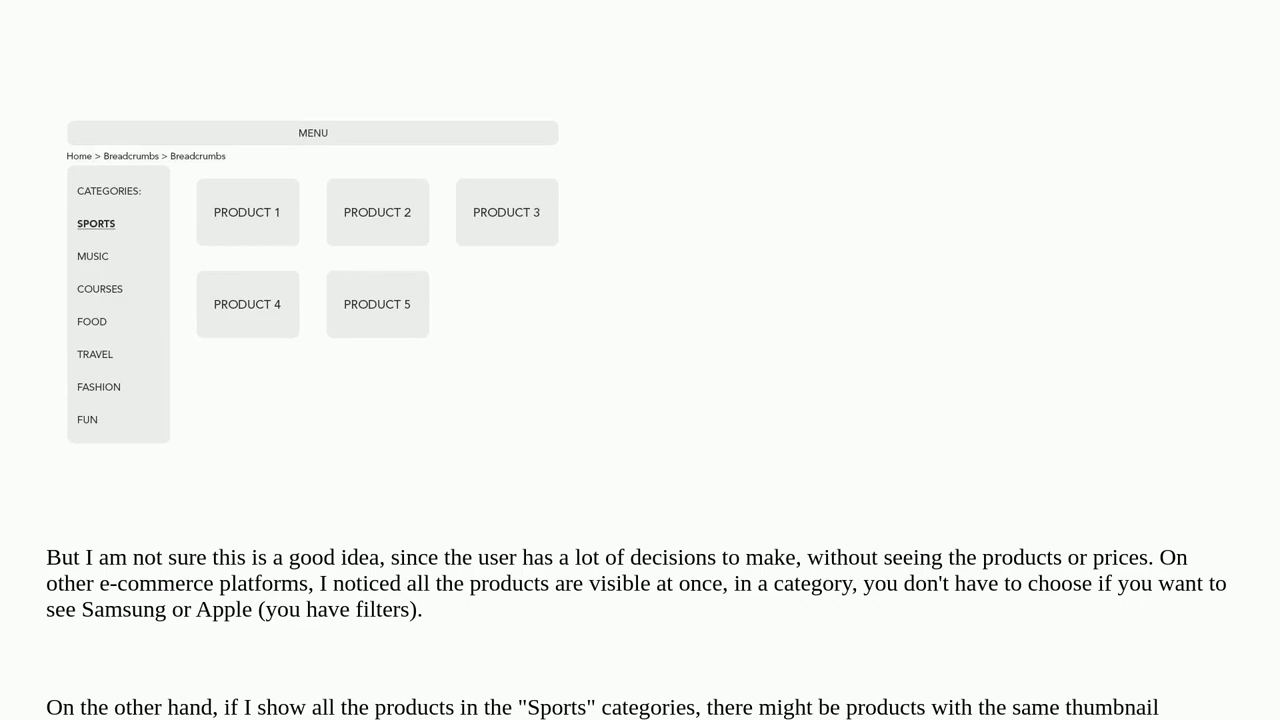 MENU
Home > Breadcrumbs > Breadcrumbs
CATEGORIES:
SPORTS
MUSIC
COURSES
FOOD
TRAVEL
FASHION
FUN
PRODUCT 1
PRODUCT 2
PRODUCT 3
PRODUCT 4
PRODUCT 5
But I am not sure this is a good idea, since the user has a lot of decisions to make, without seeing the products or prices. On
other e-commerce platforms, I noticed all the products are visible at once, in a category, you don't have to choose if you want to
see Samsung or Apple (you have filters).
On the other hand, if I show all the products in the "Sports" categories, there might be products with the same thumbnail